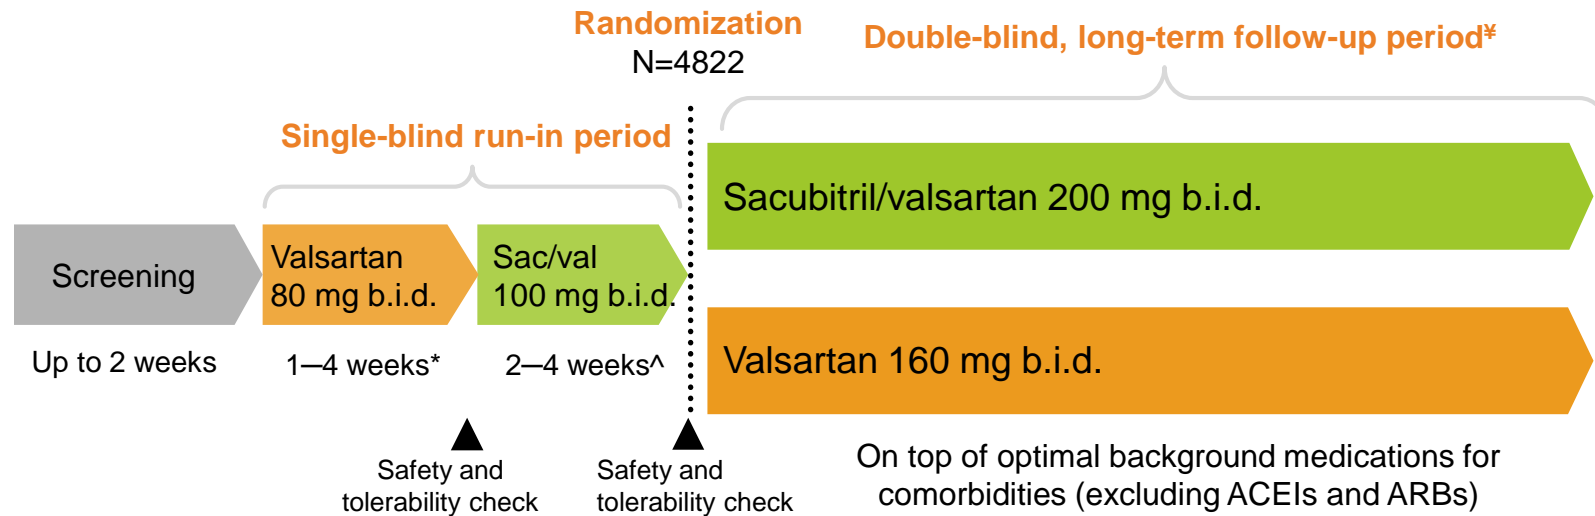 Randomization
N=4822
Double-blind, long-term follow-up period¥
Single-blind run-in period
Sacubitril/valsartan 200 mg b.i.d.
Screening
Valsartan
80 mg b.i.d.
Sac/val
100 mg b.i.d.
Valsartan 160 mg b.i.d.
Up to 2 weeks
1–4 weeks*
2–4 weeks^
Safety and
tolerability check
Safety and
tolerability check
On top of optimal background medications for
comorbidities (excluding ACEIs and ARBs)